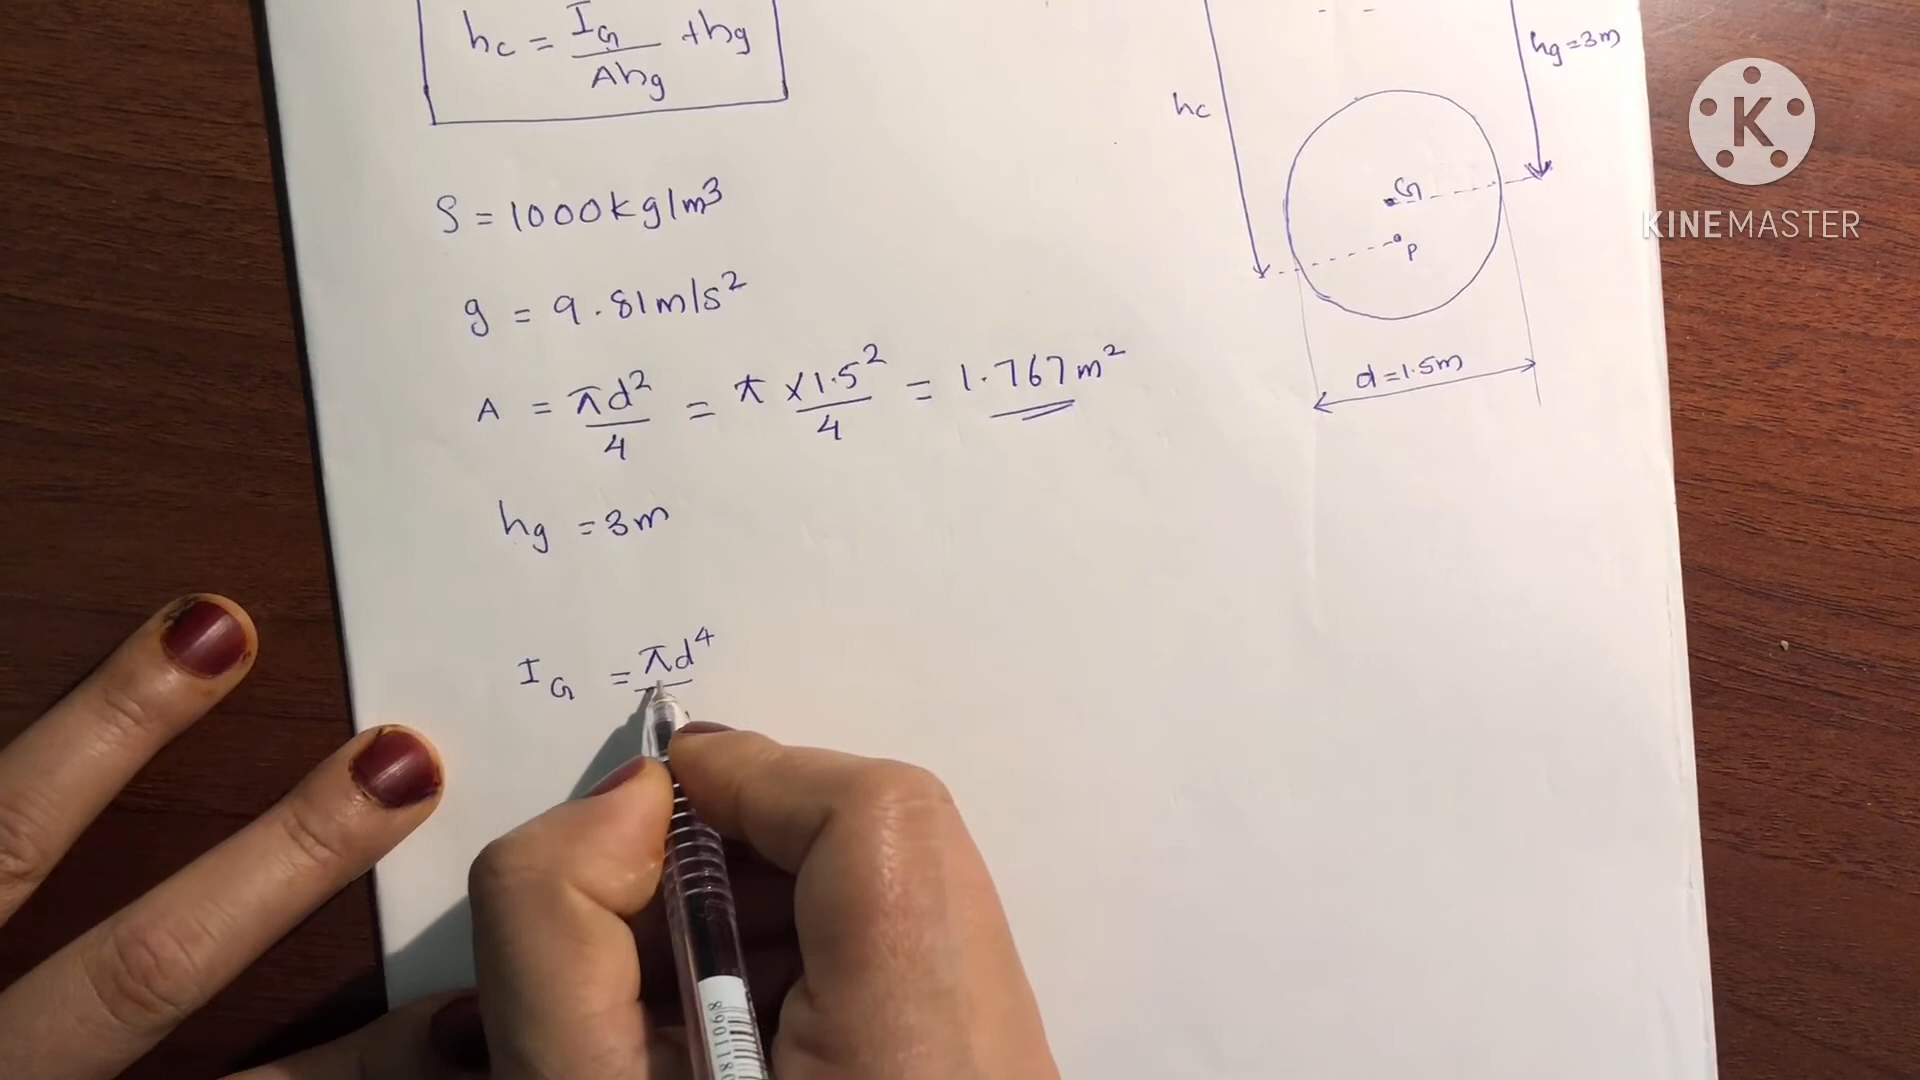 hc = IG / Ahg + hg
hg = 3m
hc
K
KINEMASTER
G
P
S = 1000kg/m³
g = 9.81m/s²
d = 1.5m
A = πd² / 4 = π × 1.5² / 4 = 1.767m²
hg = 3m
IG = πd⁴
8901180